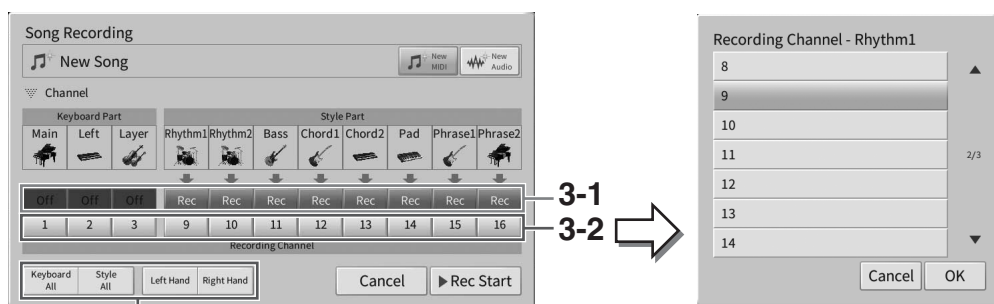 Song Recording
New Song
New MIDI
New Audio
Channel
Keyboard Part
Style Part
Main Left Layer Rhythm1 Rhythm2 Bass Chord1 Chord2 Pad Phrase1 Phrase2
Off Off Off Rec Rec Rec Rec Rec Rec Rec Rec
3-1
1 2 3 9 10 11 12 13 14 15 16
3-2
Recording Channel
Keyboard All
Style All
Left Hand
Right Hand
Cancel
Rec Start
Recording Channel - Rhythm1
8
9
10
11
2/3
12
13
14
Cancel OK